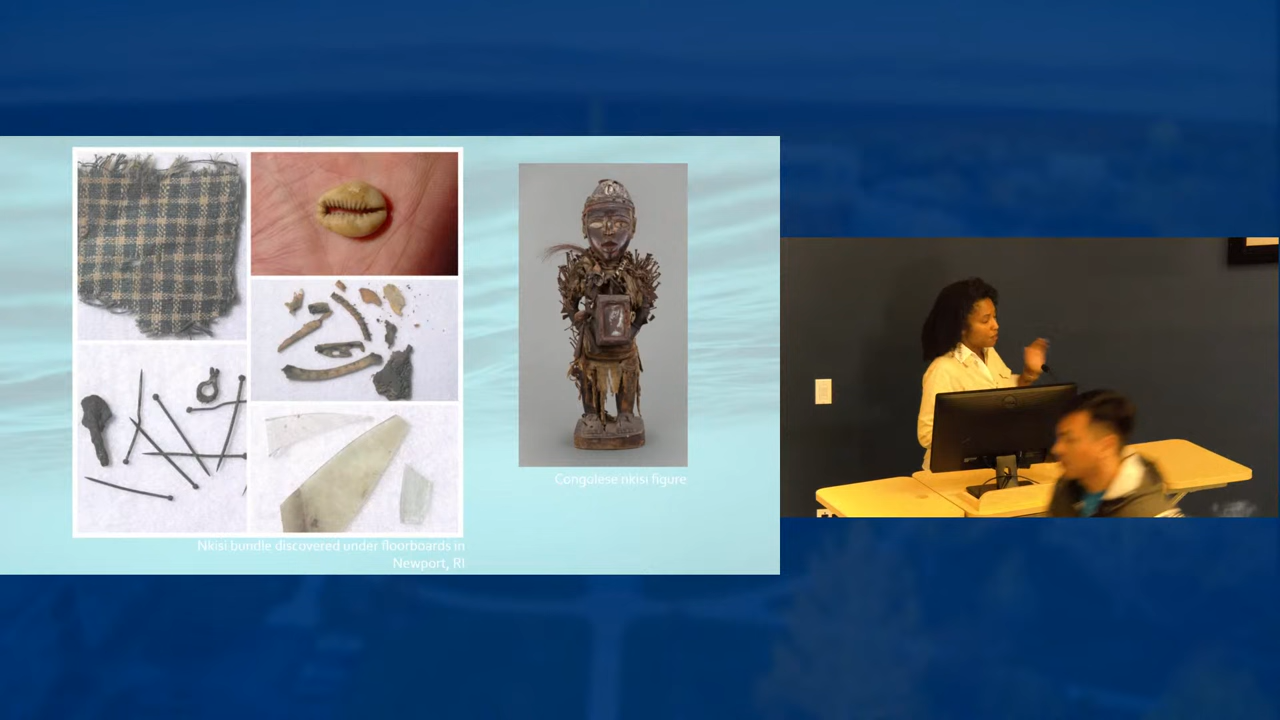 Congolese nkisi figure
Nkisi bundle discovered under floorboards in
Newport, RI